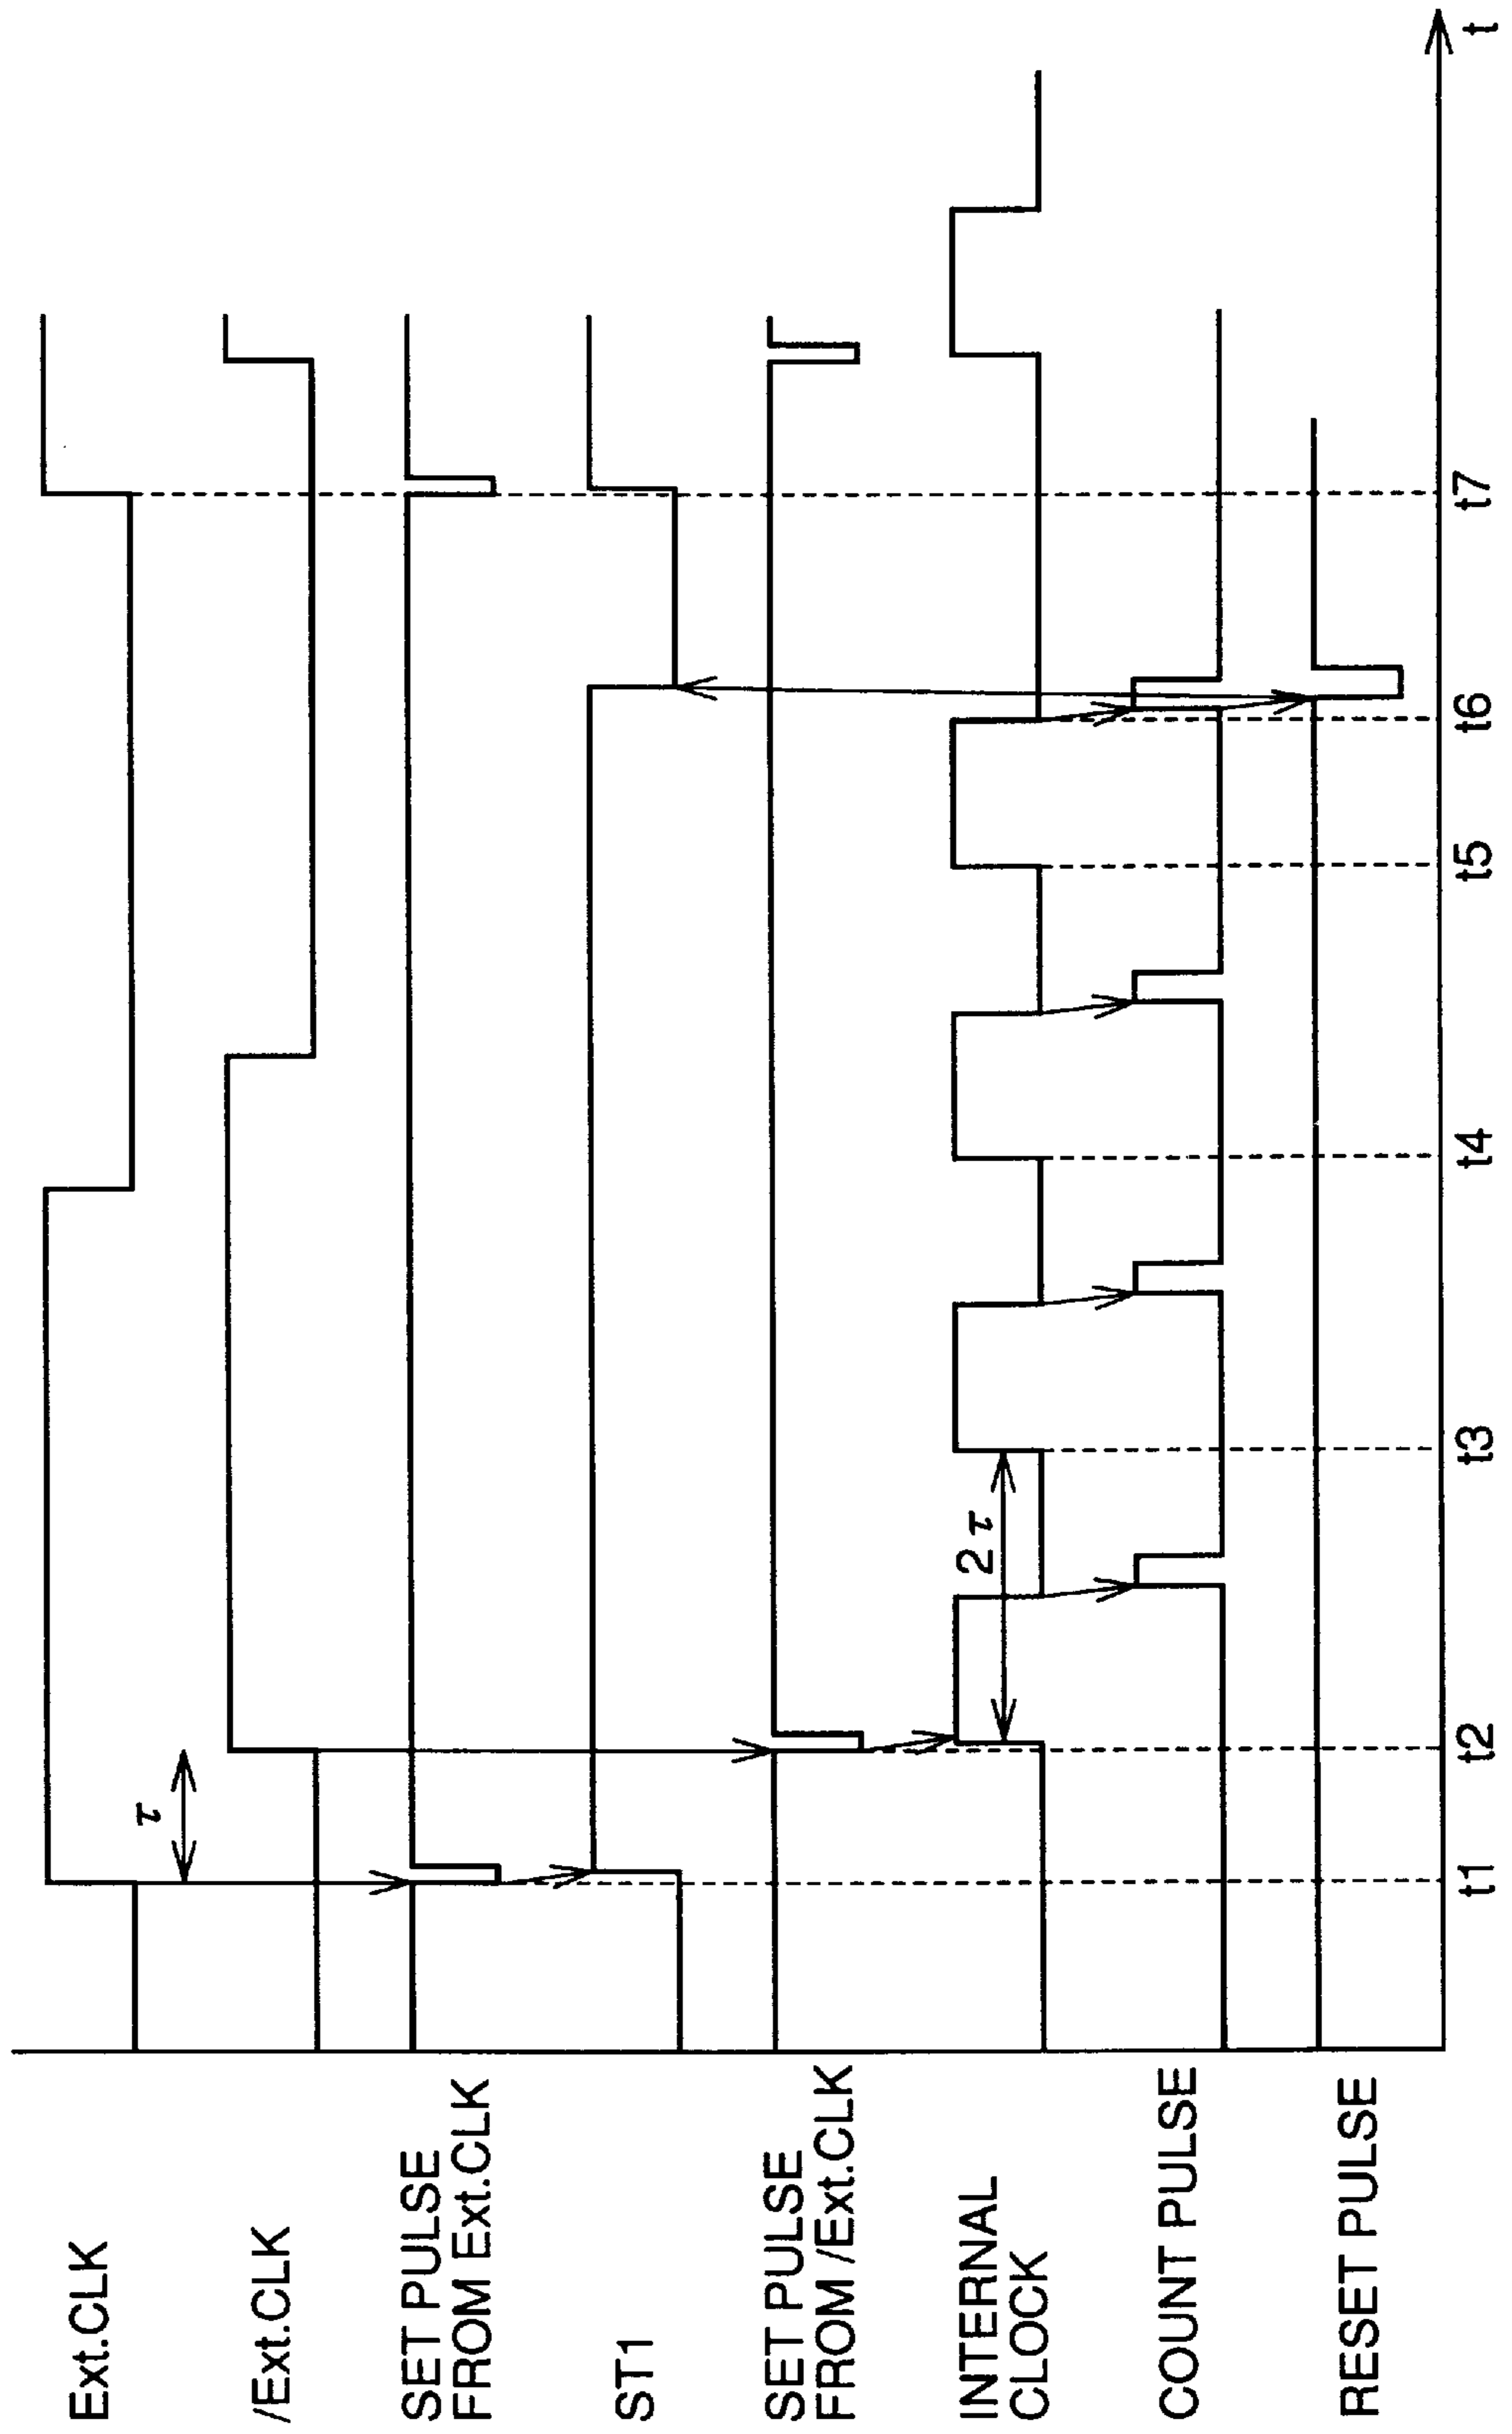 Ext.CLK
/Ext.CLK
SET PULSE
FROM Ext.CLK
ST1
SET PULSE
FROM /Ext.CLK
INTERNAL
CLOCK
COUNT PULSE
RESET PULSE
τ
2τ
t1
t2
t3
t4
t5
t6
t7
t